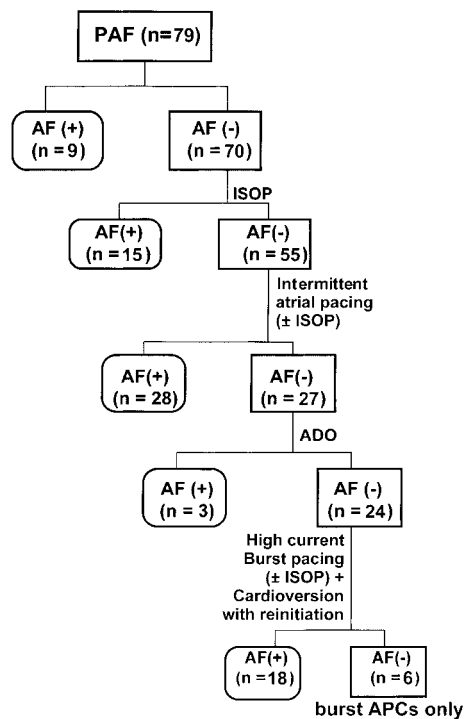 PAF (n=79)
AF (+)
(n = 9)
AF (-)
(n = 70)
ISOP
AF(+)
(n = 15)
AF(-)
(n = 55)
Intermittent
atrial pacing
(± ISOP)
AF(+)
(n = 28)
AF(-)
(n = 27)
ADO
AF (+)
(n = 3)
AF (-)
(n = 24)
High current
Burst pacing
(± ISOP) +
Cardioversion
with reinitiation
AF(+)
(n =18)
AF(-)
(n = 6)
burst APCs only